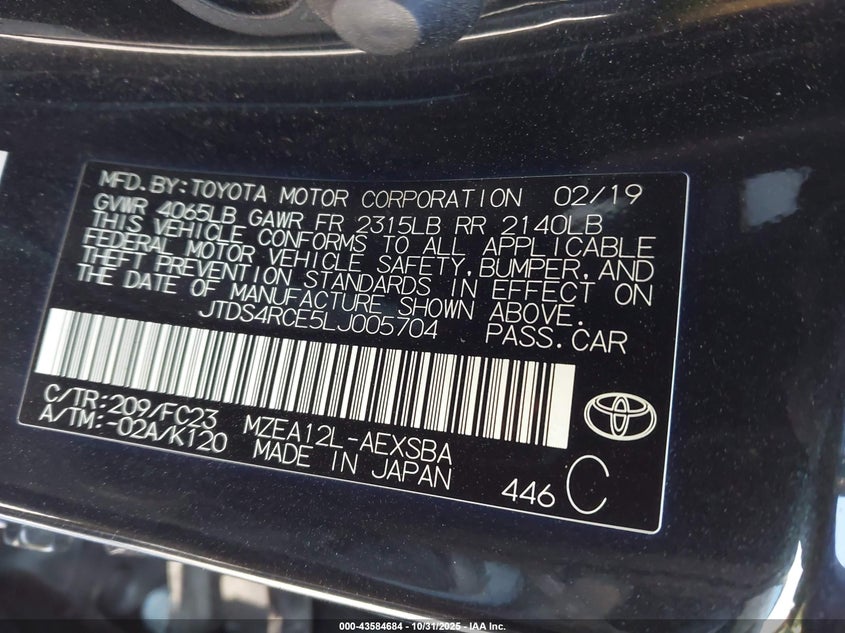 MFD.BY:TOYOTA MOTOR CORPORATION 02/19
GVWR 4065LB GAWR FR 2315LB RR 2140LB
THIS VEHICLE CONFORMS TO ALL APPLICABLE
FEDERAL MOTOR VEHICLE SAFETY,BUMPER,AND
THEFT PREVENTION STANDARDS IN EFFECT ON
THE DATE OF MANUFACTURE SHOWN ABOVE.
JTDS4RCE5LJ005704 PASS.CAR
C/TR:209/FC23 MZEA12L-AEXSBA
A/TM:-02A/K120 MADE IN JAPAN
446 C
000-43584684 - 10/31/2025 - © IAA Inc.